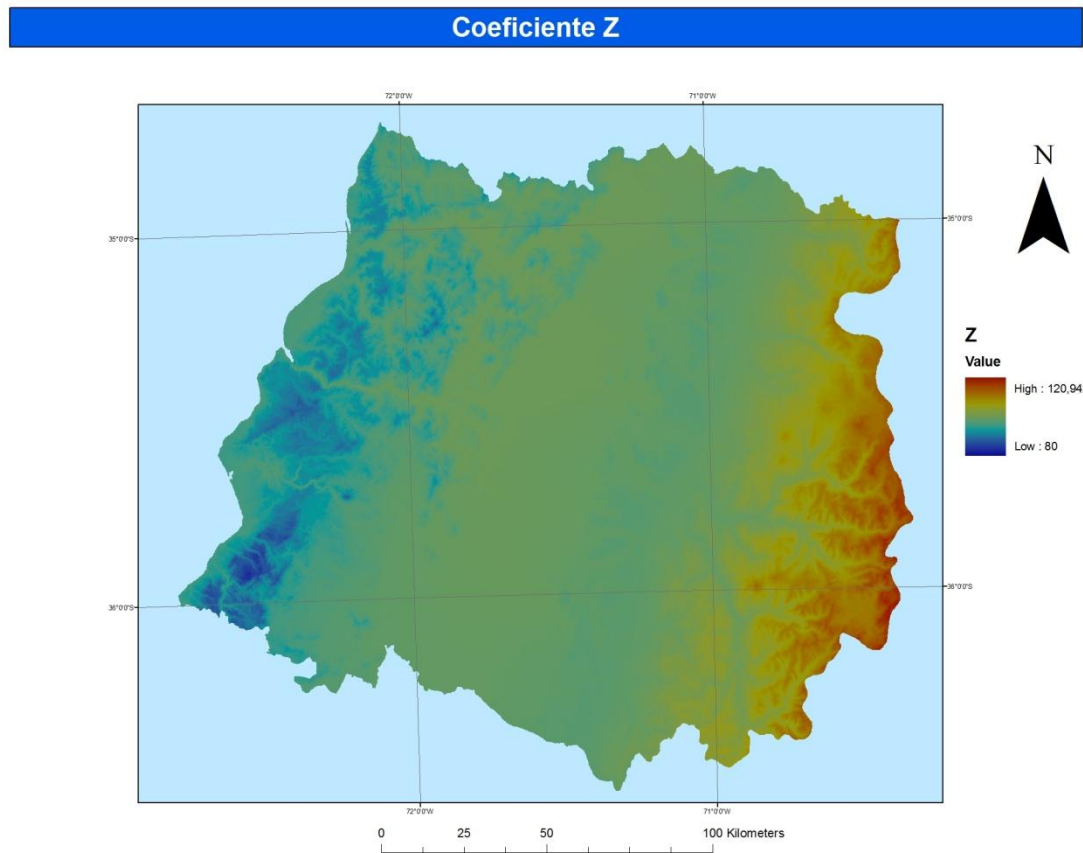 Coeficiente Z
72°0'0"W 71°0'0"W
N
35°0'0"S 35°0'0"S
Z
Value
High : 120,94
Low : 80
36°0'0"S 36°0'0"S
72°0'0"W 71°0'0"W
0 25 50 100 Kilometers